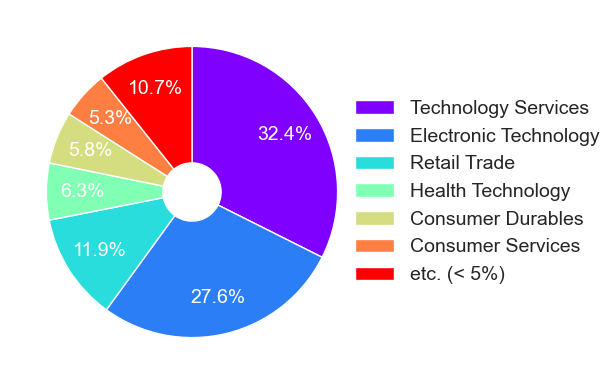 32.4%
27.6%
11.9%
6.3%
5.8%
5.3%
10.7%
Technology Services
Electronic Technology
Retail Trade
Health Technology
Consumer Durables
Consumer Services
etc. (< 5%)